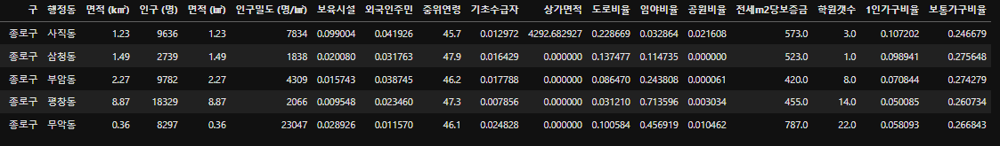 구 행정동 면적 (km²) 인구 (명) 면적 (㎢) 인구밀도 (명/㎢) 보육시설 외국인주민 중위연령 기초수급자 상가면적 도로비율 임야비율 공원비율 전세m2당보증금 학원갯수 1인가구비율 보통가구비율
종로구 사직동 1.23 9636 1.23 7834 0.099004 0.041926 45.7 0.012972 4292.682927 0.228669 0.032864 0.021608 573.0 3.0 0.107202 0.246679
종로구 삼청동 1.49 2739 1.49 1838 0.020080 0.031763 47.9 0.016429 0.000000 0.137477 0.114735 0.000000 523.0 1.0 0.098941 0.275648
종로구 부암동 2.27 9782 2.27 4309 0.015743 0.038745 46.2 0.017788 0.000000 0.086470 0.243808 0.000061 420.0 8.0 0.070844 0.274279
종로구 평창동 8.87 18329 8.87 2066 0.009548 0.023460 47.3 0.007856 0.000000 0.031210 0.713596 0.003034 455.0 14.0 0.050085 0.260734
종로구 무악동 0.36 8297 0.36 23047 0.028926 0.011570 46.1 0.024828 0.000000 0.100584 0.456919 0.010462 787.0 22.0 0.058093 0.266843